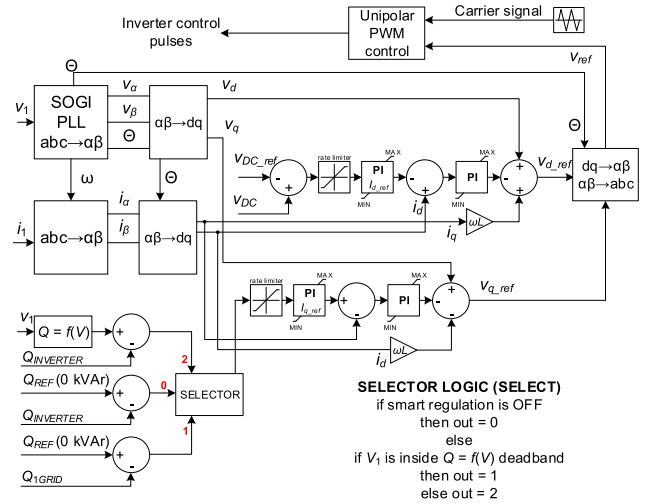 Inverter control
pulses
Unipolar
PWM
control
Carrier signal
v_ref
Θ
v_α
v_d
v_1
SOGI
PLL
abc→αβ
v_β
Θ
αβ→dq
v_q
Θ
v_DC_ref
rate limiter
MAX
PI
I_d_ref
MIN
MAX
PI
MIN
v_d_ref
dq→αβ
αβ→abc
- + - + - + +
v_DC
i_d
ω
Θ
i_α
i_1
abc→αβ
i_β
αβ→dq
i_q
ωL
rate limiter
MAX
PI
I_q_ref
MIN
+ -
MAX
PI
MIN
+ - -
v_q_ref
i_d
ωL
v_1
Q = f(V)
+ -
Q_INVERTER
2
Q_REF(0 kVAr)
+ -
0
SELECTOR
Q_INVERTER
1
Q_REF(0 kVAr)
+ -
Q_1GRID
SELECTOR LOGIC (SELECT)
if smart regulation is OFF
then out = 0
else
if V_1 is inside Q = f(V) deadband
then out = 1
else out = 2